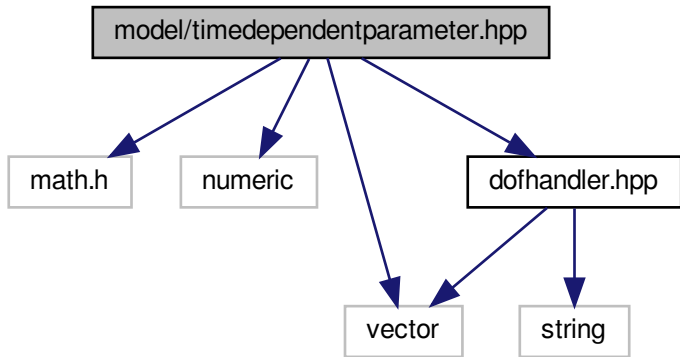 model/timedependentparameter.hpp
math.h
numeric
dofhandler.hpp
vector
string